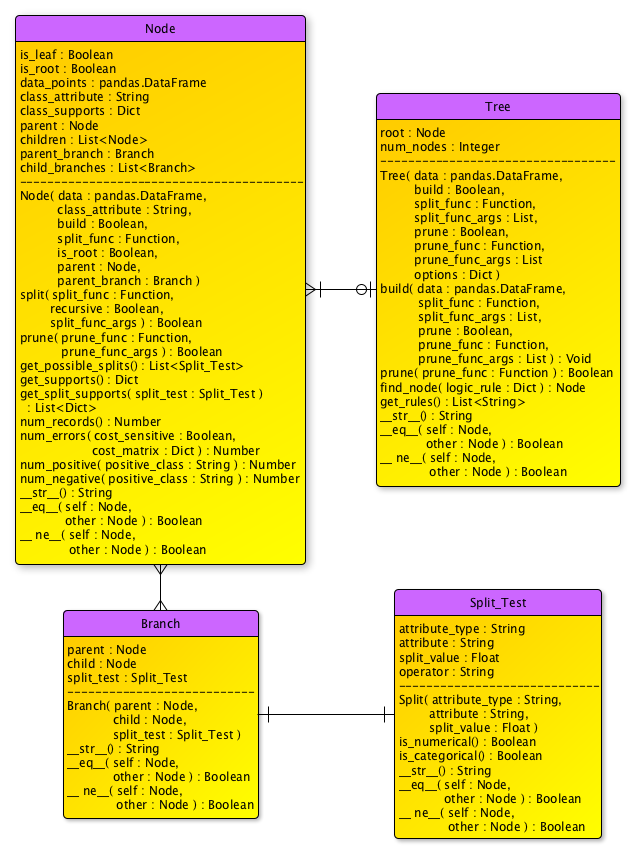 Node
is_leaf : Boolean
is_root : Boolean
data_points : pandas.DataFrame
class_attribute : String
class_supports : Dict
parent : Node
children : List<Node>
parent_branch : Branch
child_branches : List<Branch>
Node( data : pandas.DataFrame,
class_attribute : String,
build : Boolean,
split_func : Function,
is_root : Boolean,
parent : Node,
parent_branch : Branch )
split( split_func : Function,
recursive : Boolean,
split_func_args ) : Boolean
prune( prune_func : Function,
prune_func_args ) : Boolean
get_possible_splits() : List<Split_Test>
get_supports() : Dict
get_split_supports( split_test : Split_Test )
: List<Dict>
num_records() : Number
num_errors( cost_sensitive : Boolean,
cost_matrix : Dict ) : Number
num_positive( positive_class : String ) : Number
num_negative( positive_class : String ) : Number
__str__() : String
__eq__( self : Node,
other : Node ) : Boolean
__ ne__( self : Node,
other : Node ) : Boolean
Tree
root : Node
num_nodes : Integer
Tree( data : pandas.DataFrame,
build : Boolean,
split_func : Function,
split_func_args : List,
prune : Boolean,
prune_func : Function,
prune_func_args : List
options : Dict )
build( data : pandas.DataFrame,
split_func : Function,
split_func_args : List,
prune : Boolean,
prune_func : Function,
prune_func_args : List ) : Void
prune( prune_func : Function ) : Boolean
find_node( logic_rule : Dict ) : Node
get_rules() : List<String>
__str__() : String
__eq__( self : Node,
other : Node ) : Boolean
__ ne__( self : Node,
other : Node ) : Boolean
Branch
parent : Node
child : Node
split_test : Split_Test
Branch( parent : Node,
child : Node,
split_test : Split_Test )
__str__() : String
__eq__( self : Node,
other : Node ) : Boolean
__ ne__( self : Node,
other : Node ) : Boolean
Split_Test
attribute_type : String
attribute : String
split_value : Float
operator : String
Split( attribute_type : String,
attribute : String,
split_value : Float )
is_numerical() : Boolean
is_categorical() : Boolean
__str__() : String
__eq__( self : Node,
other : Node ) : Boolean
__ ne__( self : Node,
other : Node ) : Boolean